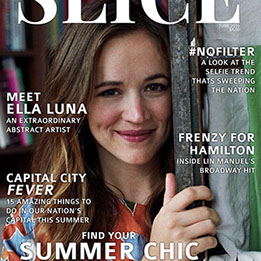 SLICE
#NOFILTER
A LOOK AT THE
SELFIE TREND
THATS SWEEPING
THE NATION
MEET
ELLA LUNA
AN EXTRAORDINARY
ABSTRACT ARTIST
FRENZY FOR
HAMILTON
INSIDE LIN MANUEL'S
BROADWAY HIT
CAPITAL CITY
FEVER
15 AMAZING THINGS TO
DO IN OUR NATION'S
CAPITAL THIS SUMMER
FIND YOUR
SUMMER CHIC